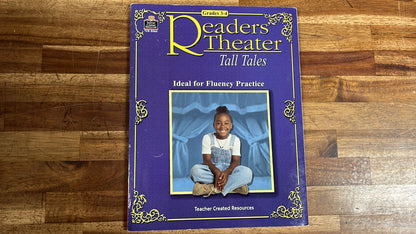 Grades 3-4
Readers'
Theater
Tall Tales
Ideal for Fluency Practice
Teacher Created Resources